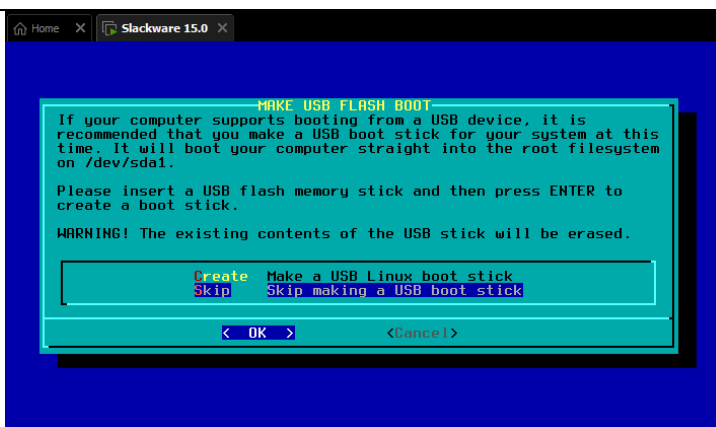 Home
Slackware 15.0
MAKE USB FLASH BOOT
If your computer supports booting from a USB device, it is
recommended that you make a USB boot stick for your system at this
time. It will boot your computer straight into the root filesystem
on /dev/sda1.
Please insert a USB flash memory stick and then press ENTER to
create a boot stick.
WARNING! The existing contents of the USB stick will be erased.
Create Make a USB Linux boot stick
Skip Skip making a USB boot stick
< OK > <Cancel>